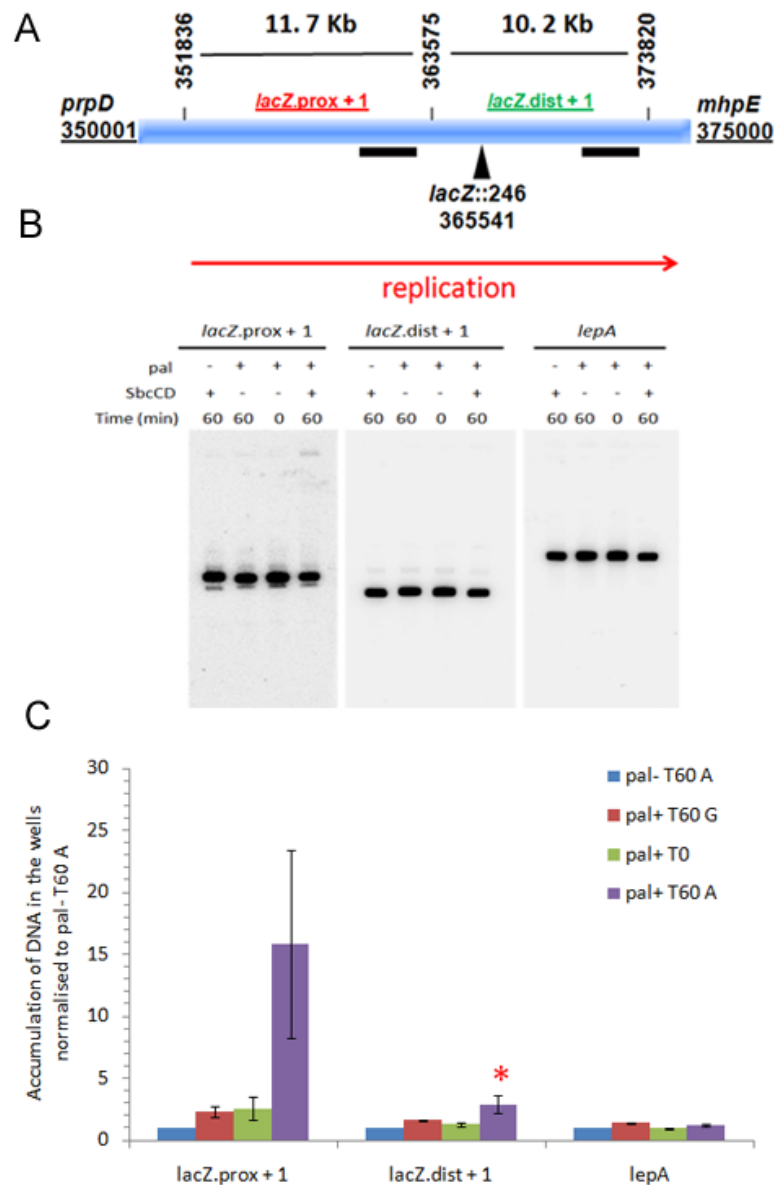 A
11. 7 Kb
10. 2 Kb
351836
363575
373820
prpD
350001
lacZ.prox + 1
lacZ.dist + 1
mhpE
375000
lacZ::246
365541
B
replication
lacZ.prox + 1
lacZ.dist + 1
lepA
pal - + + + - + + + - + + +
SbcCD + - - + + - - + + - - +
Time (min) 60 60 0 60 60 60 0 60 60 60 0 60
C
Accumulation of DNA in the wells
normalised to pal- T60 A
30
25
20
15
10
5
0
pal- T60 A
pal+ T60 G
pal+ T0
pal+ T60 A
*
lacZ.prox + 1
lacZ.dist + 1
lepA